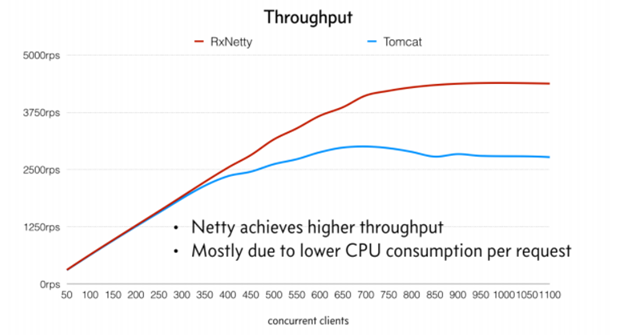 Throughput
RxNetty Tomcat
5000rps
3750rps
2500rps
1250rps
• Netty achieves higher throughput
• Mostly due to lower CPU consumption per request
0rps
50 100 150 200 250 300 350 400 450 500 550 600 650 700 750 800 850 900 950 1000 1050 1100
concurrent clients